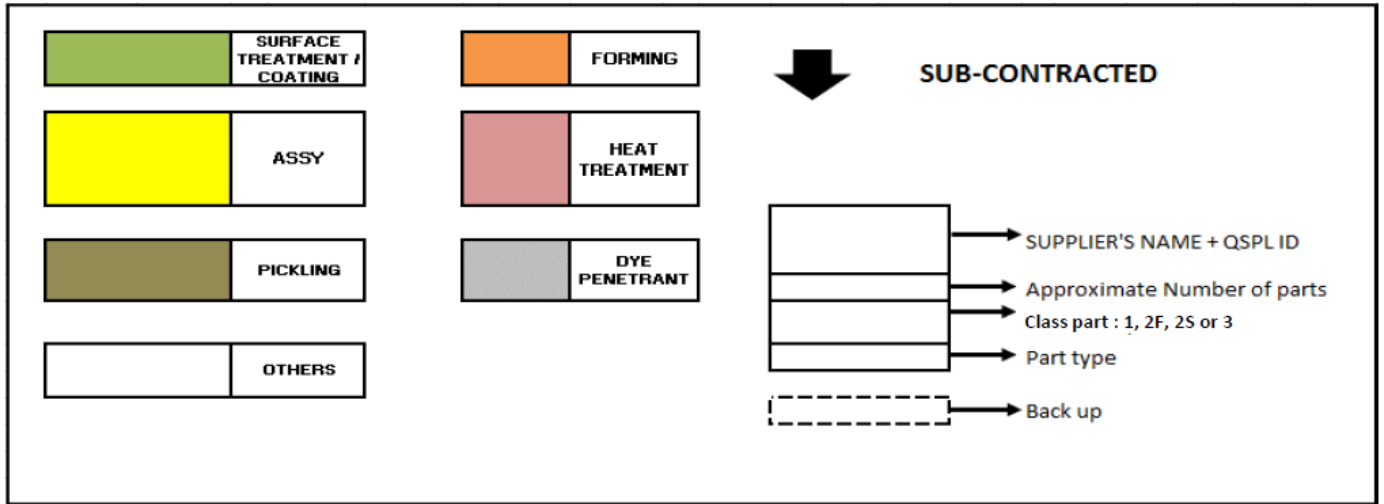 SURFACE
TREATMENT /
COATING
FORMING
SUB-CONTRACTED
ASSY
HEAT
TREATMENT
SUPPLIER'S NAME + QSPL ID
PICKLING
DYE
PENETRANT
Approximate Number of parts
Class part : 1, 2F, 2S or 3
Part type
OTHERS
Back up